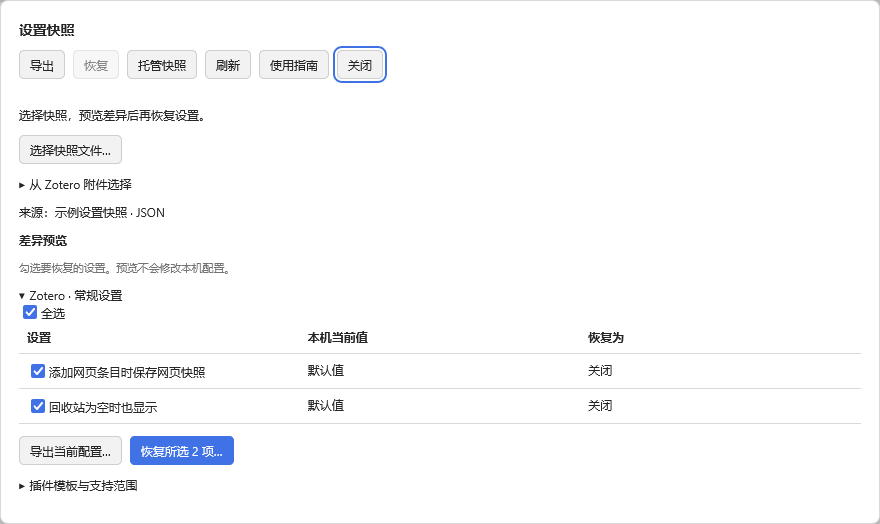 设置快照
导出 恢复 托管快照 刷新 使用指南 关闭
选择快照，预览差异后再恢复设置。
选择快照文件...
▸ 从 Zotero 附件选择
来源：示例设置快照 · JSON
差异预览
勾选要恢复的设置。预览不会修改本机配置。
▾ Zotero · 常规设置
全选
设置 本机当前值 恢复为
添加网页条目时保存网页快照 默认值 关闭
回收站为空时也显示 默认值 关闭
导出当前配置... 恢复所选 2 项...
▸ 插件模板与支持范围